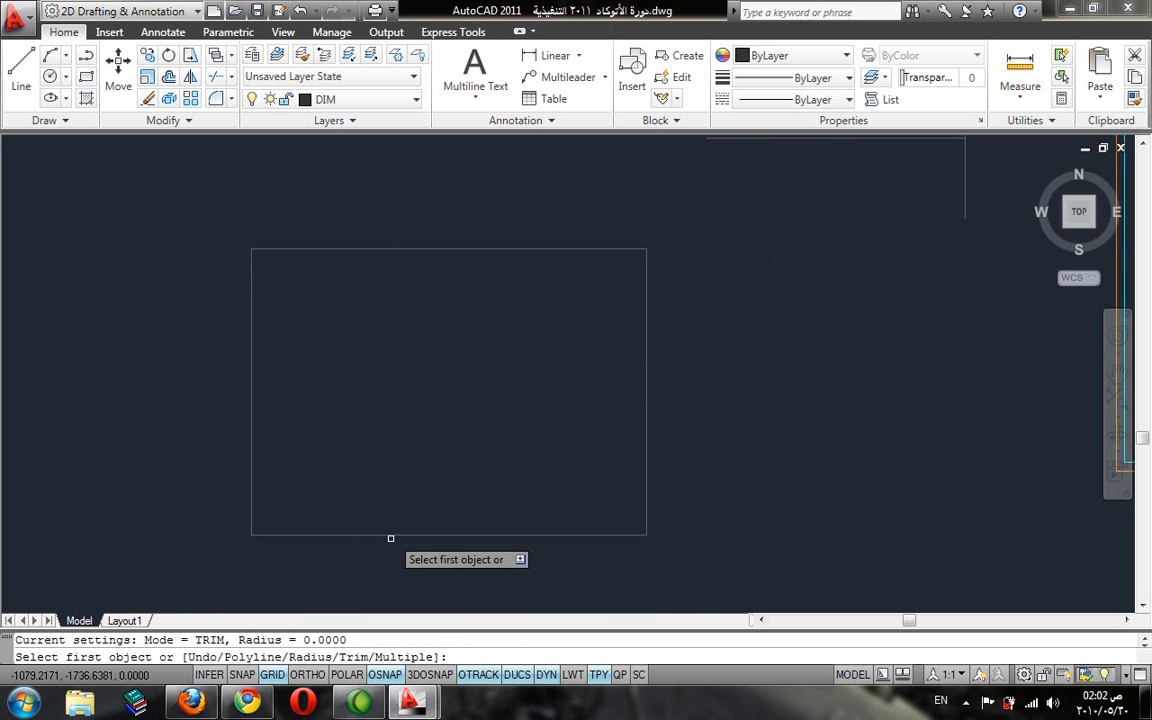 2D Drafting & Annotation
AutoCAD 2011 دورة الأتوكاد ٢٠١١ التنفيذية.dwg
Type a keyword or phrase
Home Insert Annotate Parametric View Manage Output Express Tools
Line
Move
Unsaved Layer State
DIM
Multiline Text
Linear
Multileader
Table
Insert
Create
Edit
ByLayer
ByLayer
ByLayer
ByColor
Transpar... 0
List
Measure
Paste
Draw Modify Layers Annotation Block Properties Utilities Clipboard
N
W TOP E
S
WCS
Select first object or
Model Layout1
Current settings: Mode = TRIM, Radius = 0.0000
Select first object or [Undo/Polyline/Radius/Trim/Multiple]:
-1079.2171, -1736.6381, 0.0000 INFER SNAP GRID ORTHO POLAR OSNAP 3DOSNAP OTRACK DUCS DYN LWT TPY QP SC MODEL 1:1
EN
02:02 ص
٢٠١٠/٠٥/٢٠